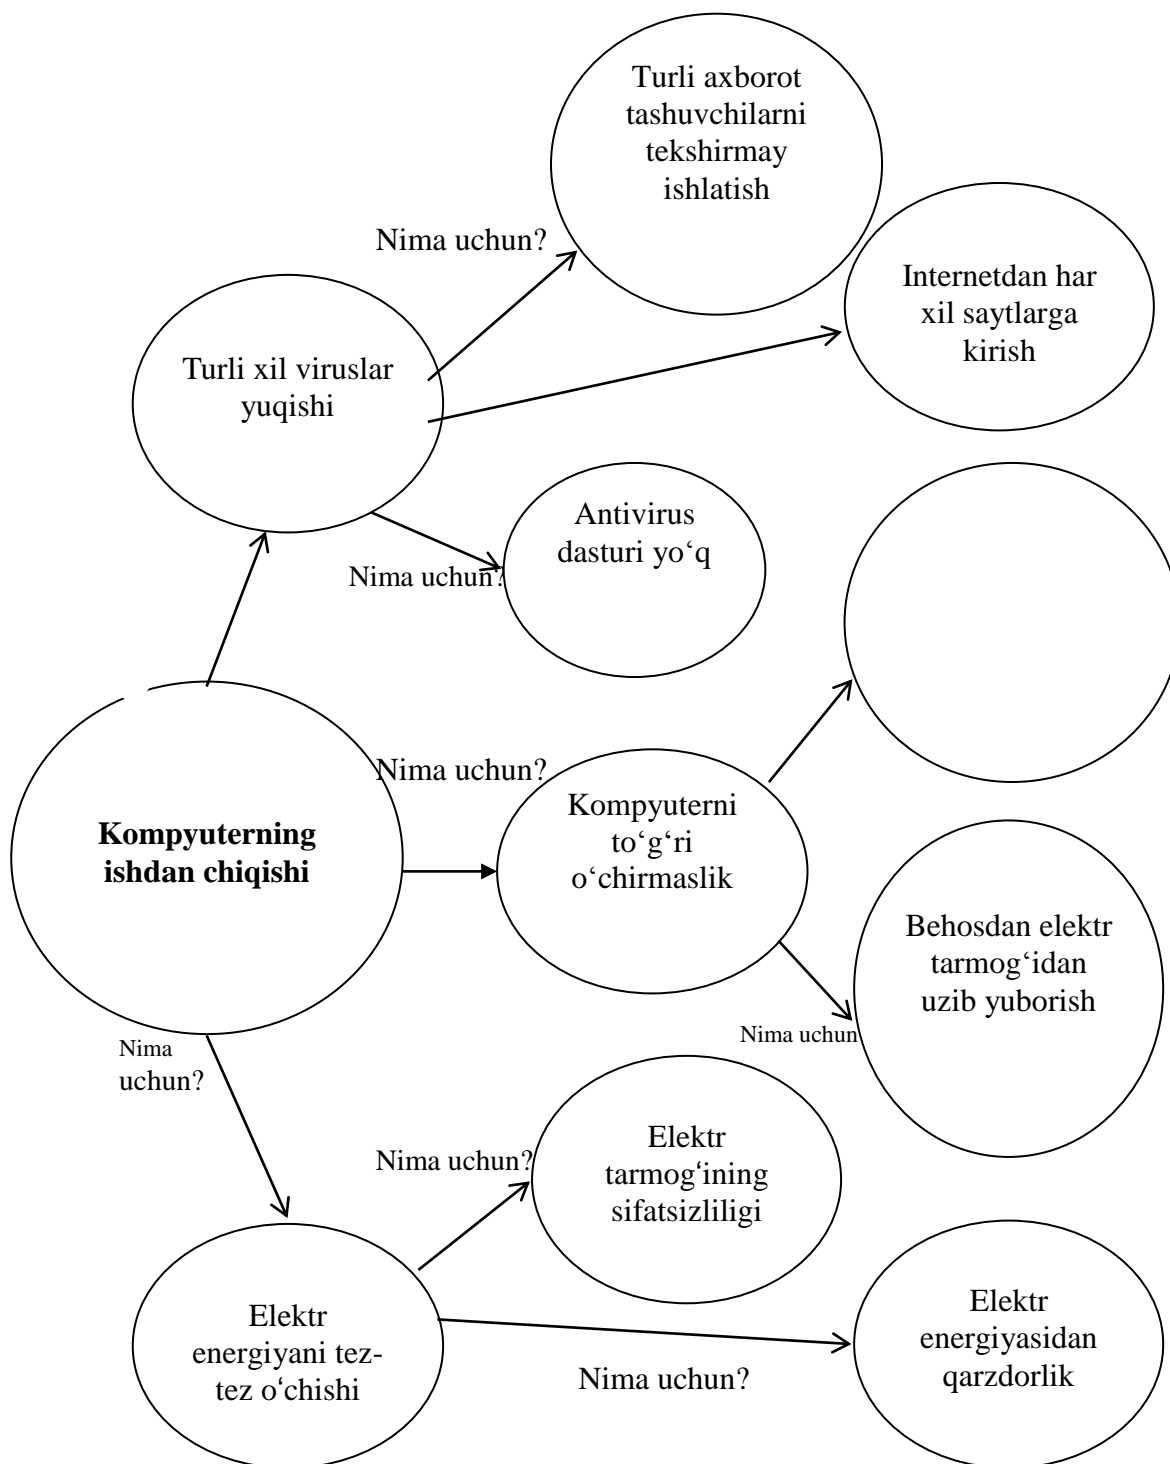 Turli axborot
tashuvchilarni
tekshirmay
ishlatish
Nima uchun?
Internetdan har
xil saytlarga
kirish
Turli xil viruslar
yuqishi
Antivirus
dasturi yo‘q
Nima uchun?
Nima uchun?
Kompyuterni
to‘g‘ri
o‘chirmaslik
Kompyuterning
ishdan chiqishi
Behosdan elektr
tarmog‘idan
uzib yuborish
Nima uchun
Nima
uchun?
Elektr
tarmog‘ining
sifatsizliligi
Nima uchun?
Elektr
energiyani tez-
tez o‘chishi
Elektr
energiyasidan
qarzdorlik
Nima uchun?